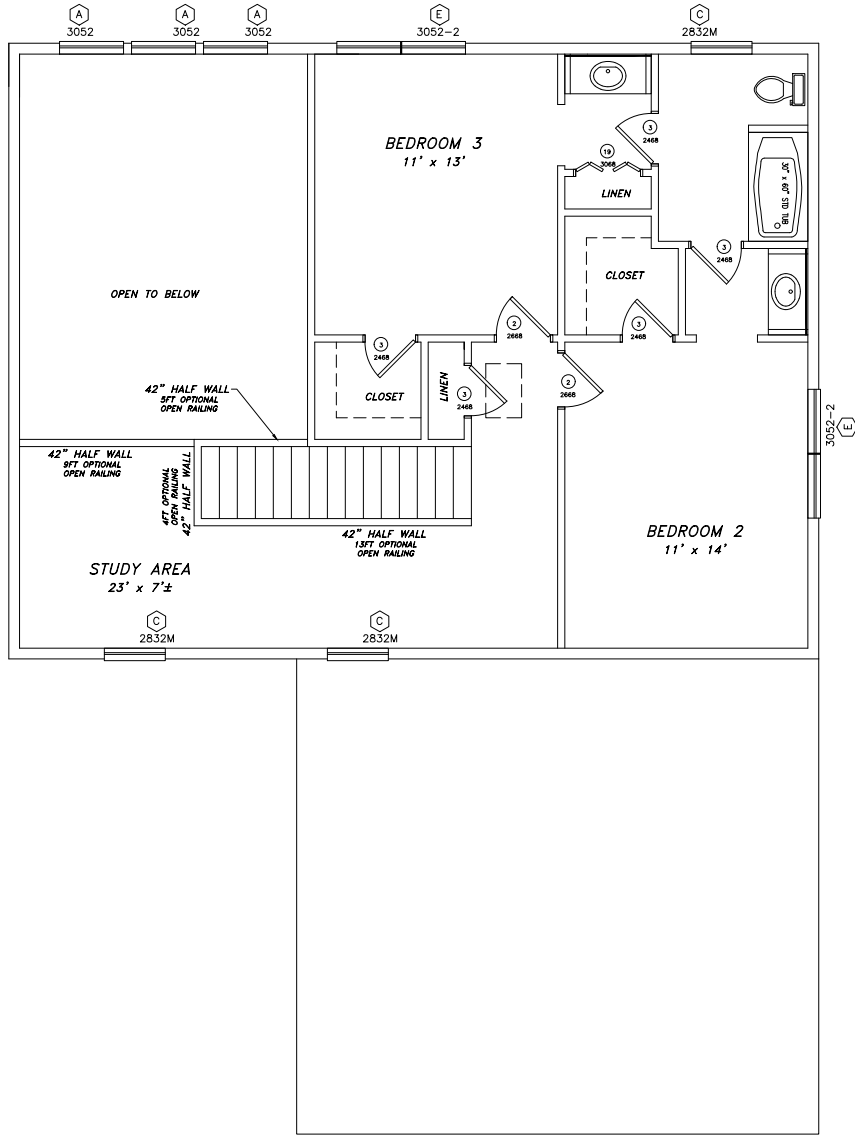 A
A
A
E
C
3052
3052
3052
3052-2
2832M
BEDROOM 3
11' x 13'
3
2468
19
3068
LINEN
30" x 60" STD TUB
3
2468
CLOSET
3
2468
OPEN TO BELOW
2
2668
3
2468
CLOSET
LINEN
3
2468
2
2668
42" HALF WALL
5FT OPTIONAL
OPEN RAILING
3052-2
E
42" HALF WALL
9FT OPTIONAL
OPEN RAILING
4FT OPTIONAL
OPEN RAILING
42" HALF WALL
42" HALF WALL
13FT OPTIONAL
OPEN RAILING
BEDROOM 2
11' x 14'
STUDY AREA
23' x 7'±
C
2832M
C
2832M